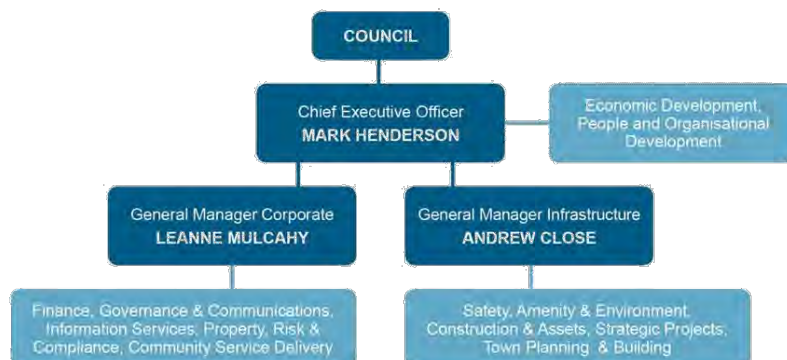 COUNCIL
Chief Executive Officer
MARK HENDERSON
Economic Development,
People and Organisational
Development
General Manager Corporate
LEANNE MULCAHY
General Manager Infrastructure
ANDREW CLOSE
Finance, Governance & Communications,
Information Services, Property, Risk &
Compliance, Community Service Delivery
Safety, Amenity & Environment,
Construction & Assets, Strategic Projects,
Town Planning & Building